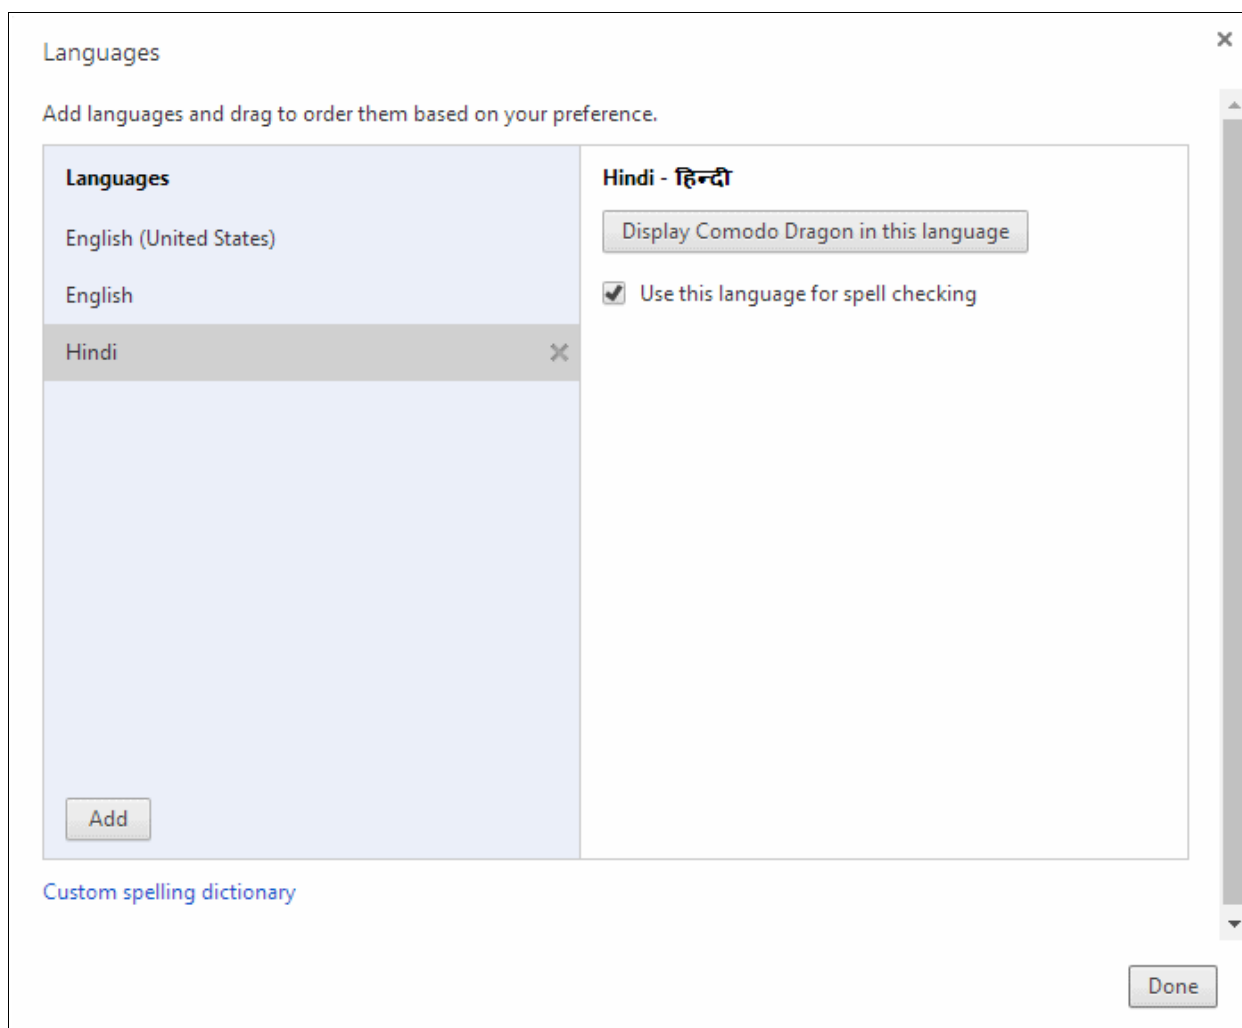 Languages
Add languages and drag to order them based on your preference.
Languages
English (United States)
English
Hindi
Add
Hindi - हिन्दी
Display Comodo Dragon in this language
Use this language for spell checking
Custom spelling dictionary
Done